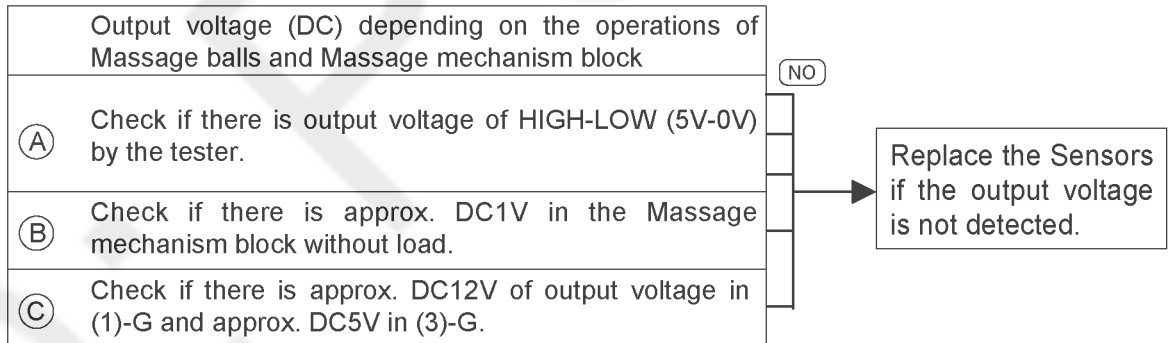 Output voltage (DC) depending on the operations of
Massage balls and Massage mechanism block
NO
A
Check if there is output voltage of HIGH-LOW (5V-0V)
by the tester.
B
Check if there is approx. DC1V in the Massage
mechanism block without load.
C
Check if there is approx. DC12V of output voltage in
(1)-G and approx. DC5V in (3)-G.
Replace the Sensors
if the output voltage
is not detected.